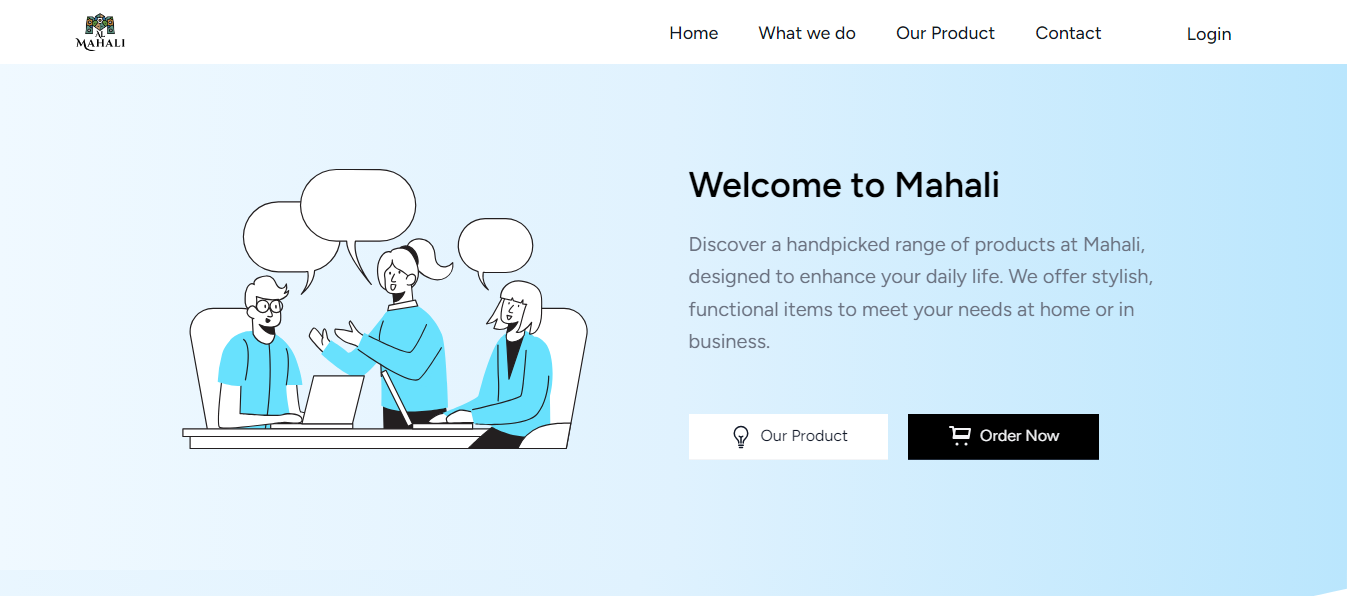 AL
MAHALI
Home What we do Our Product Contact Login
Welcome to Mahali
Discover a handpicked range of products at Mahali,
designed to enhance your daily life. We offer stylish,
functional items to meet your needs at home or in
business.
Our Product Order Now